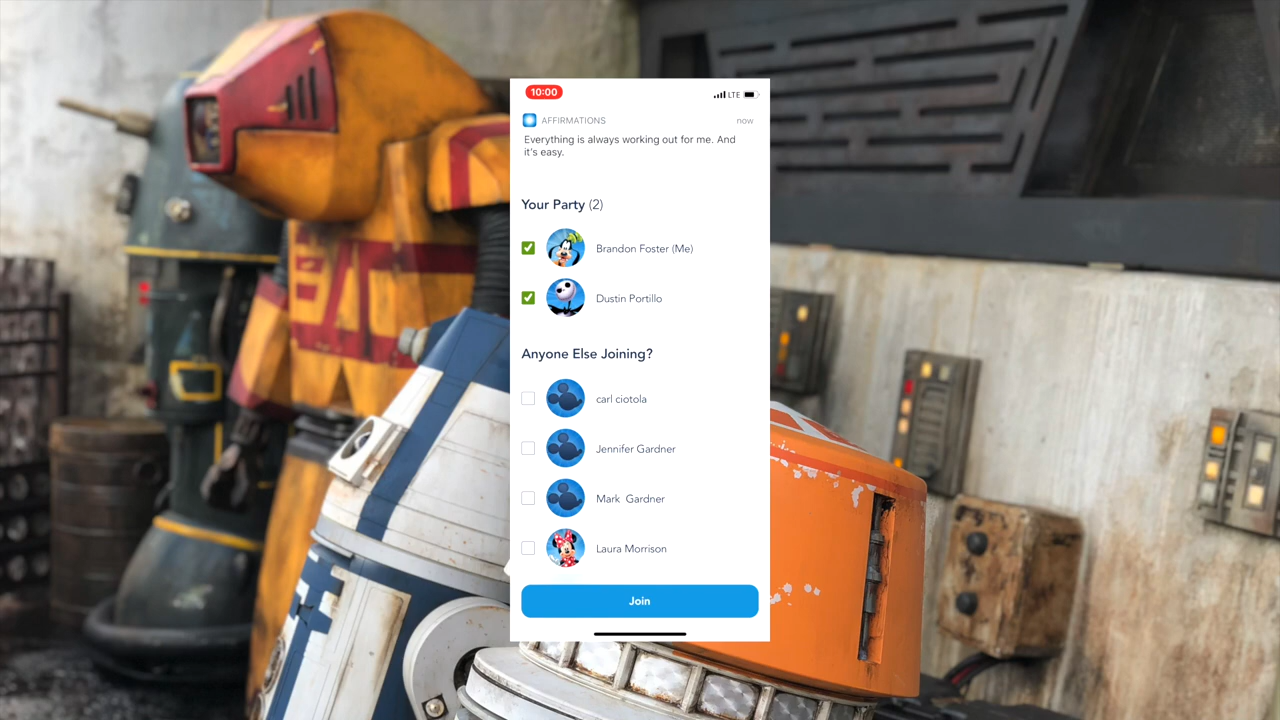 10:00
LTE
AFFIRMATIONS now
Everything is always working out for me. And
it's easy.
Your Party (2)
Brandon Foster (Me)
Dustin Portillo
Anyone Else Joining?
carl ciotola
Jennifer Gardner
Mark Gardner
Laura Morrison
Join